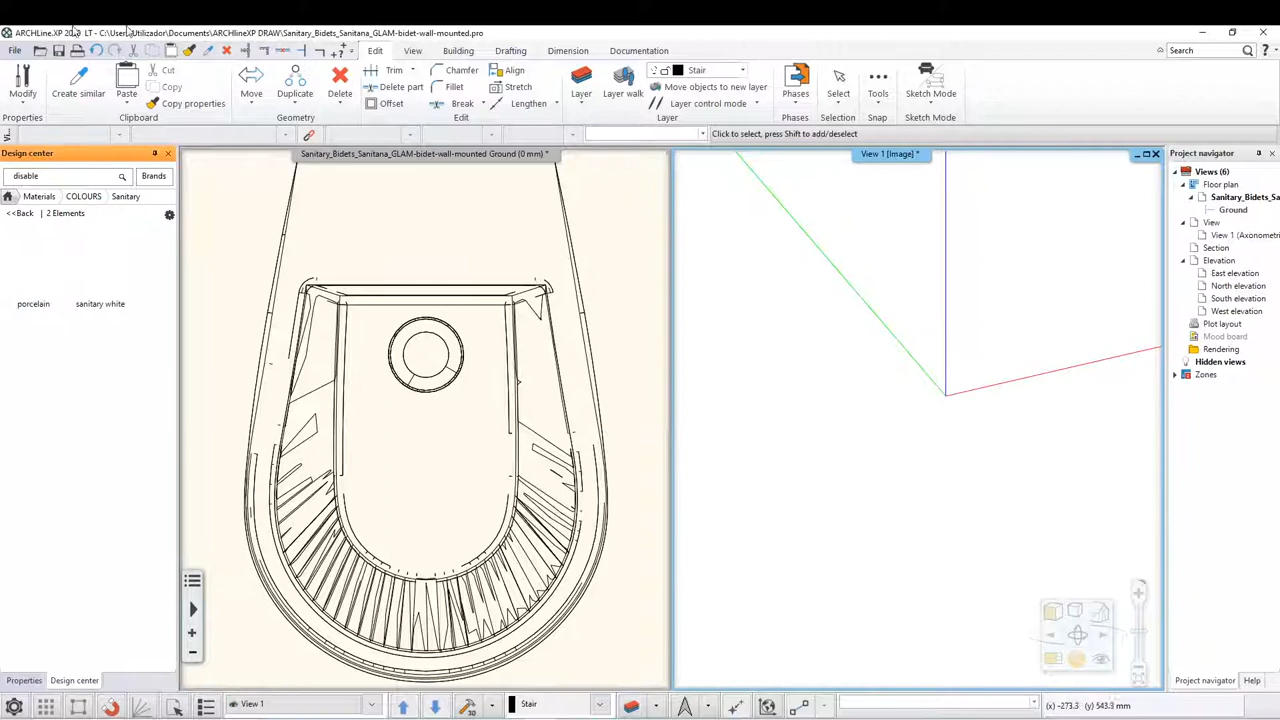 ARCHLine.XP LT - C:\Users\Utilizador\Documents\ARCHlineXP DRAW\Sanitary_Bidets_Sanitana_GLAM-bidet-wall-mounted.pro
File
Edit
View
Building
Drafting
Dimension
Documentation
Search
Modify
Create similar
Paste
Cut
Copy
Copy properties
Move
Duplicate
Delete
Trim
Delete part
Offset
Chamfer
Fillet
Break
Align
Stretch
Length
Layer
Layer walk
Stair
Move objects to new layer
Layer control mode
Phases
Select
Tools
Sketch Mode
Properties
Clipboard
Geometry
Edit
Layer
Phases
Selection
Snap
Sketch Mode
Click to select, press Shift to add/deselect
Design center
Sanitary_Bidets_Sanitana_GLAM-bidet-wall-mounted Ground (0 mm) *
View 1 [Image] *
Project navigator
disable
Brands
Materials
COLOURS
Sanitary
<<Back
2 Elements
porcelain
sanitary white
Views (6)
Floor plan
Sanitary_Bidets_Sa
Ground
View
View 1 (Axonometri
Section
Elevation
East elevation
North elevation
South elevation
West elevation
Plot layout
Mood board
Rendering
Hidden views
Zones
Properties
Design center
Project navigator
Help
View 1
Stair
(x) -273.3 (y) 543.3 mm